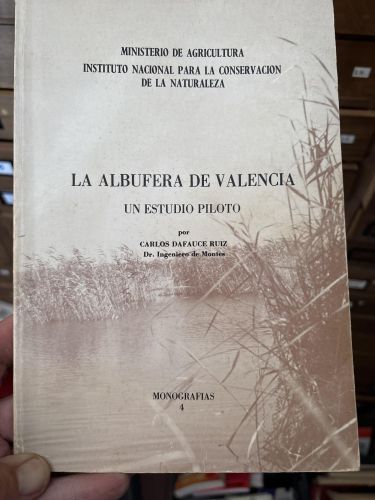 MINISTERIO DE AGRICULTURA
INSTITUTO NACIONAL PARA LA CONSERVACION
DE LA NATURALEZA
LA ALBUFERA DE VALENCIA
UN ESTUDIO PILOTO
por
CARLOS DAFAUCE RUIZ
Dr. Ingeniero de Montes
MONOGRAFIAS
4